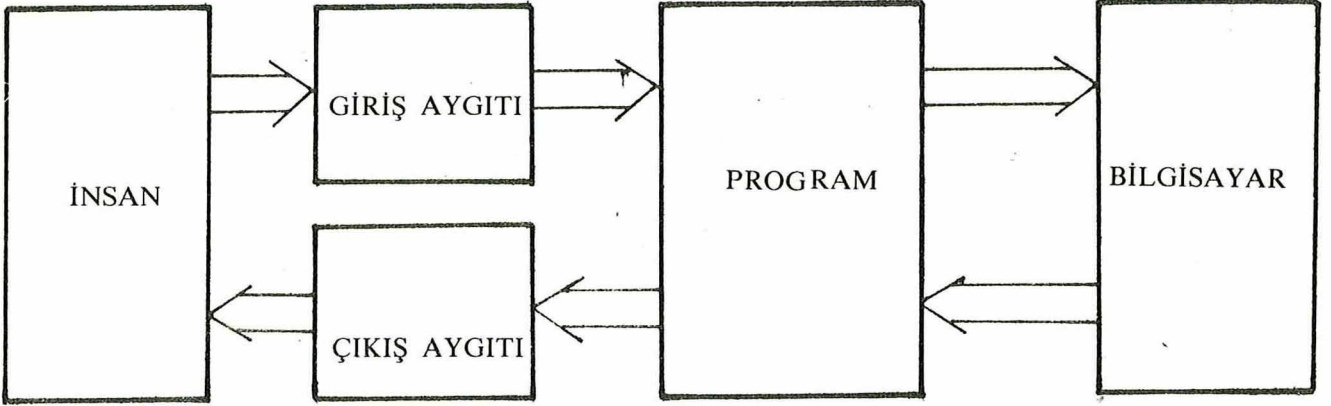 İNSAN
GİRİŞ AYGITI
ÇIKIŞ AYGITI
PROGRAM
BİLGİSAYAR